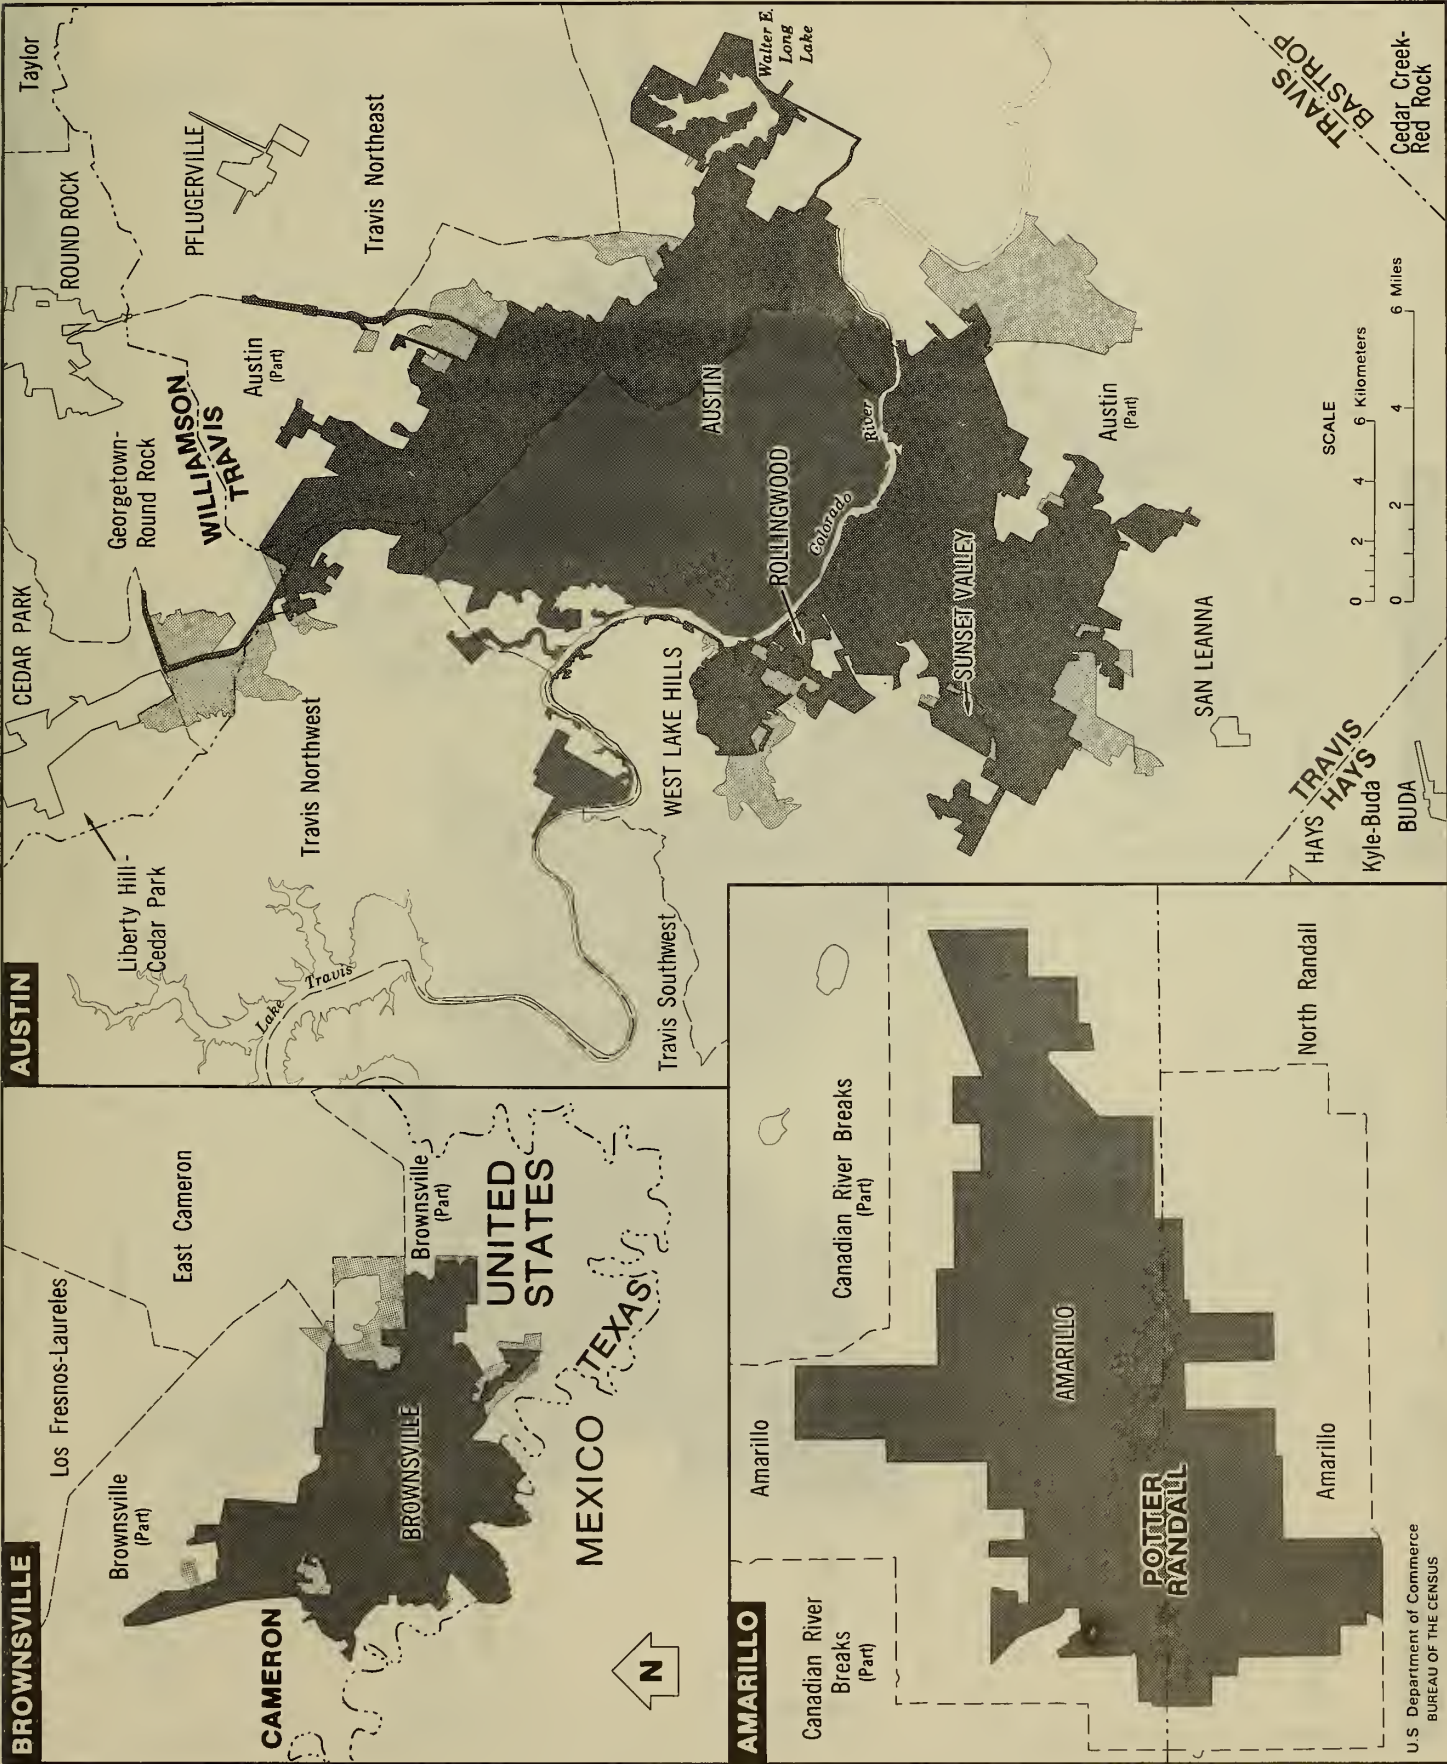 BROWNSVILLE
Los Fresnos-Laureles
East Cameron
Brownsville
(Part)
Brownsville
(Part)
CAMERON
BROWNSVILLE
UNITED
STATES
MEXICO
TEXAS
N
AUSTIN
CEDAR PARK
ROUND ROCK
Taylor
Liberty Hill-
Cedar Park
Georgetown-
Round Rock
WILLIAMSON
TRAVIS
PFLUGERVILLE
Austin
(Part)
Travis Northwest
Travis Northeast
Lake Travis
Travis Southwest
WEST LAKE HILLS
AUSTIN
ROLLINGWOOD
Colorado
River
Walter E.
Long
Lake
SUNSET VALLEY
Austin
(Part)
SAN LEANNA
TRAVIS
HAYS
HAYS
Kyle-Buda
BUDA
TRAVIS
BASTROP
Cedar Creek-
Red Rock
SCALE
0 2 4 6 Kilometers
0 2 4 6 Miles
AMARILLO
Canadian River
Breaks
(Part)
Amarillo
Canadian River Breaks
(Part)
AMARILLO
POTTER
RANDALL
Amarillo
North Randall
U.S Department of Commerce
BUREAU OF THE CENSUS